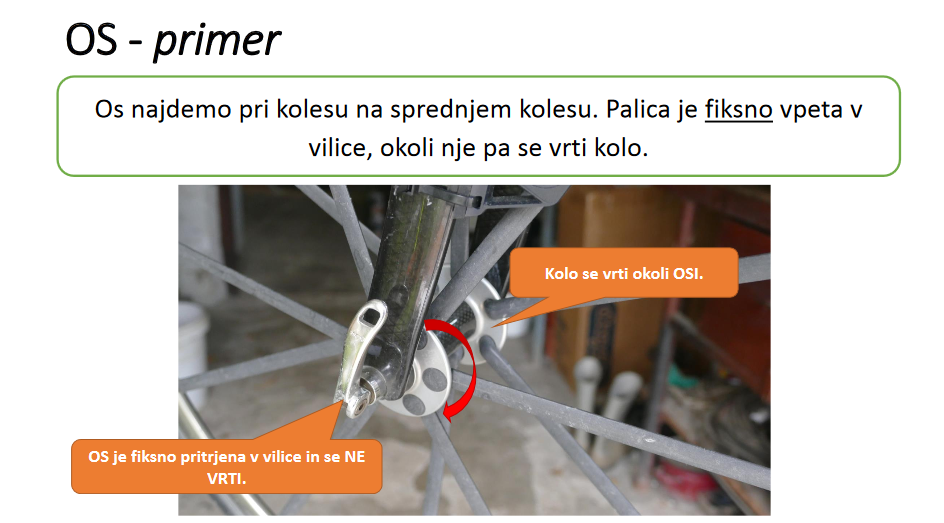 OS - primer
Os najdemo pri kolesu na sprednjem kolesu. Palica je fiksno vpeta v
vilice, okoli nje pa se vrti kolo.
Kolo se vrti okoli OSI.
OS je fiksno pritrjena v vilice in se NE
VRTI.